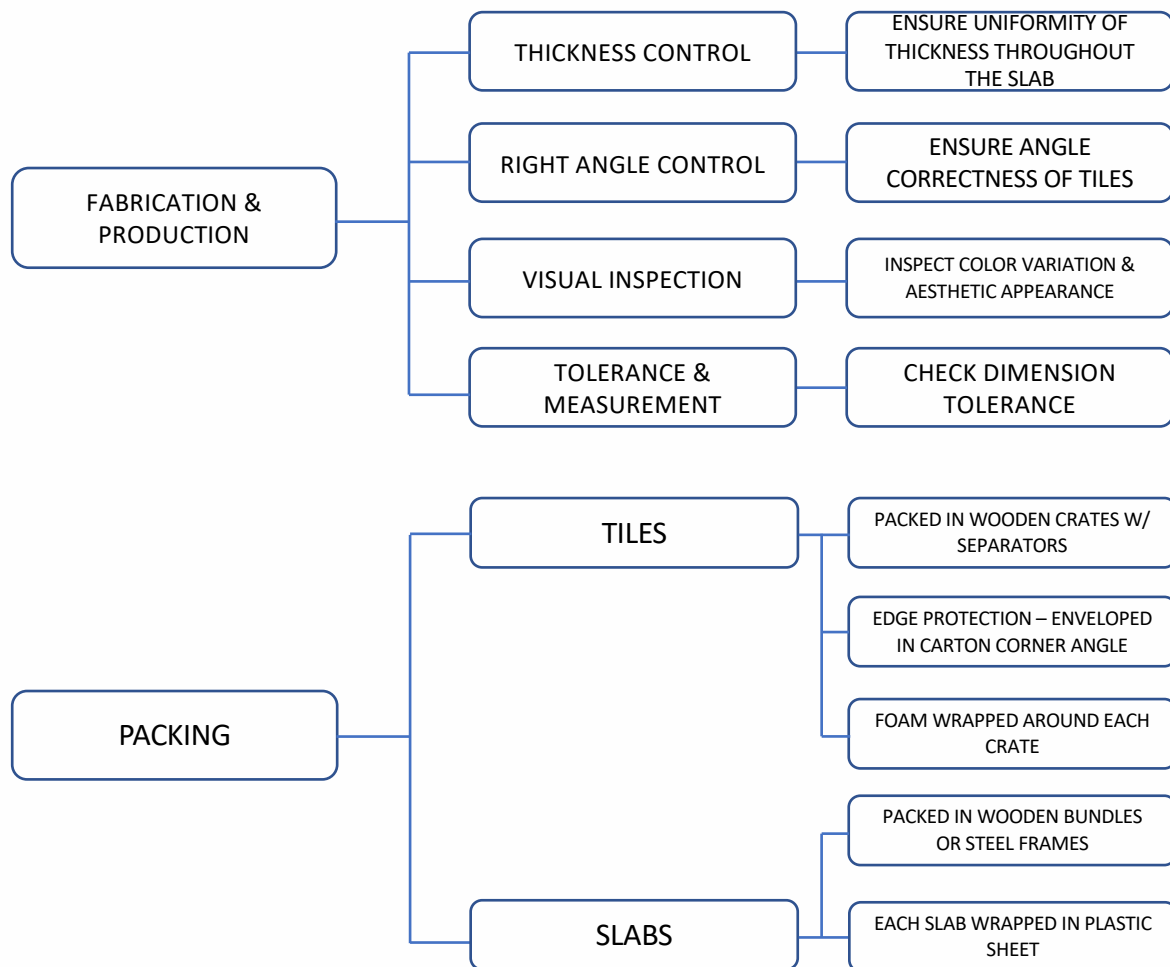 FABRICATION &
PRODUCTION
THICKNESS CONTROL
ENSURE UNIFORMITY OF
THICKNESS THROUGHOUT
THE SLAB
RIGHT ANGLE CONTROL
ENSURE ANGLE
CORRECTNESS OF TILES
VISUAL INSPECTION
INSPECT COLOR VARIATION &
AESTHETIC APPEARANCE
TOLERANCE &
MEASUREMENT
CHECK DIMENSION
TOLERANCE
PACKING
TILES
PACKED IN WOODEN CRATES W/
SEPARATORS
EDGE PROTECTION – ENVELOPED
IN CARTON CORNER ANGLE
FOAM WRAPPED AROUND EACH
CRATE
SLABS
PACKED IN WOODEN BUNDLES
OR STEEL FRAMES
EACH SLAB WRAPPED IN PLASTIC
SHEET